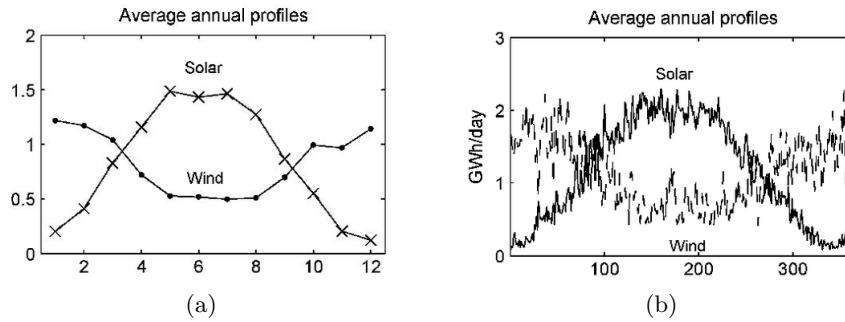 Average annual profiles
2
1.5
1
0.5
0
Solar
Wind
2 4 6 8 10 12
(a)
Average annual profiles
GWh/day
3
2
1
0
Solar
Wind
100 200 300
(b)